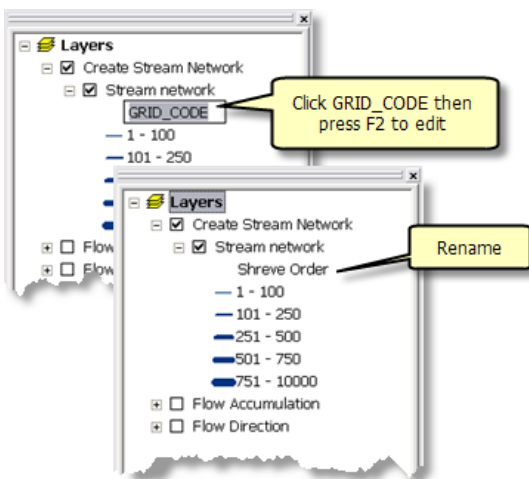 Layers
Create Stream Network
Stream network
GRID_CODE
1 - 100
101 - 250
Flow
Flow
Click GRID_CODE then
press F2 to edit
Layers
Create Stream Network
Stream network
Shreve Order
1 - 100
101 - 250
251 - 500
501 - 750
751 - 10000
Flow Accumulation
Flow Direction
Rename